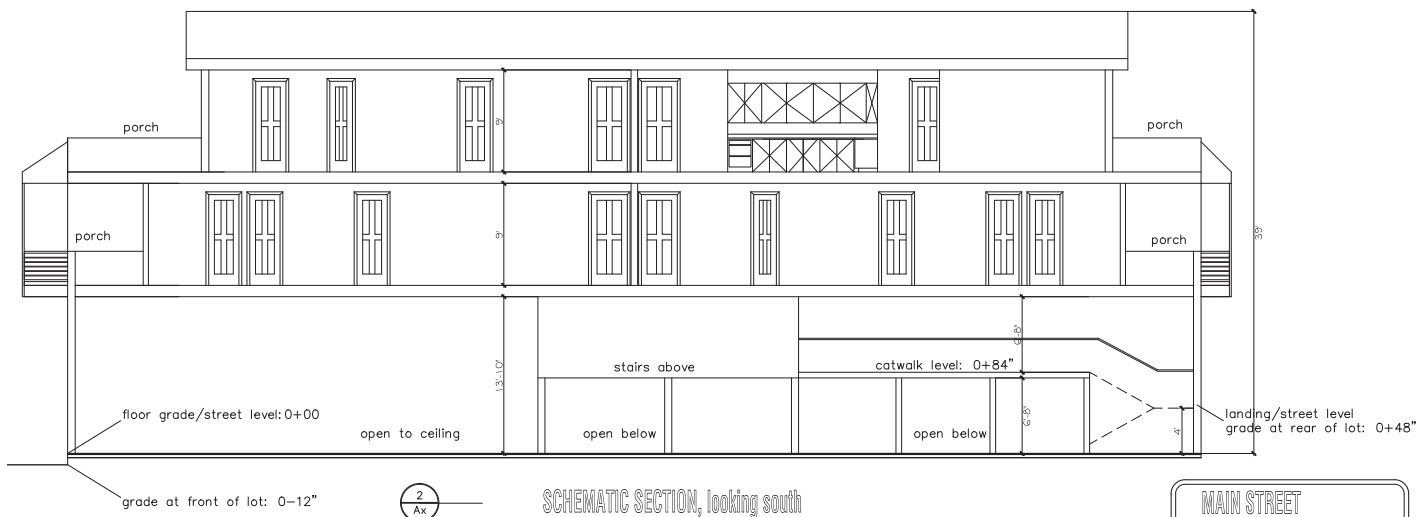 porch
porch
9'
39'
porch
porch
9'
6'-8"
stairs above
catwalk level: 0+84"
13'-10"
floor grade/street level: 0+00
landing/street level
grade at rear of lot: 0+48"
open to ceiling
open below
open below
6'-8"
4'
grade at front of lot: 0-12"
2
Ax
SCHEMATIC SECTION, looking south
MAIN STREET